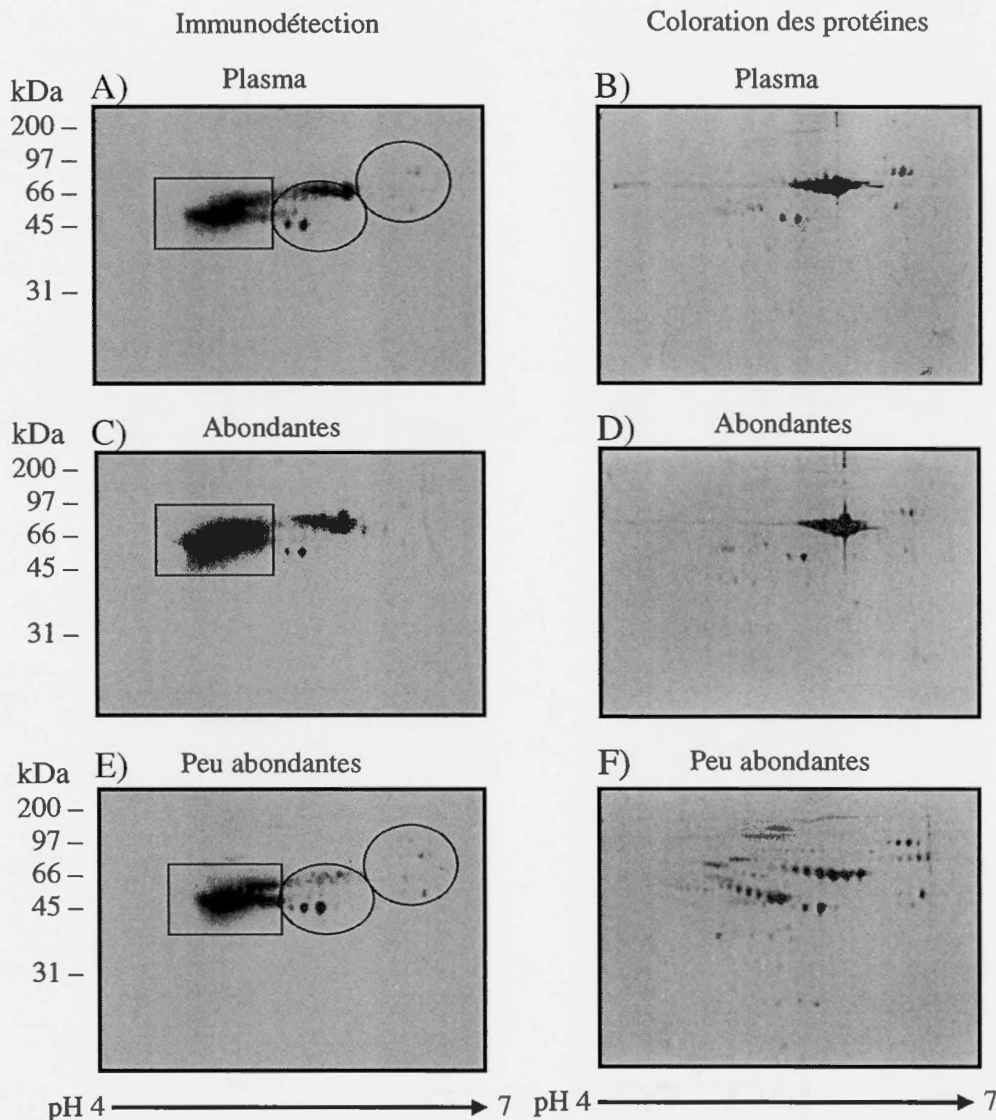 Immunodétection
Coloration des protéines
kDa
A)
Plasma
200 –
97 –
66 –
45 –
31 –
B)
Plasma
kDa
C)
Abondantes
200 –
97 –
66 –
45 –
31 –
D)
Abondantes
kDa
E)
Peu abondantes
200 –
97 –
66 –
45 –
31 –
F)
Peu abondantes
pH 4
7
pH 4
7